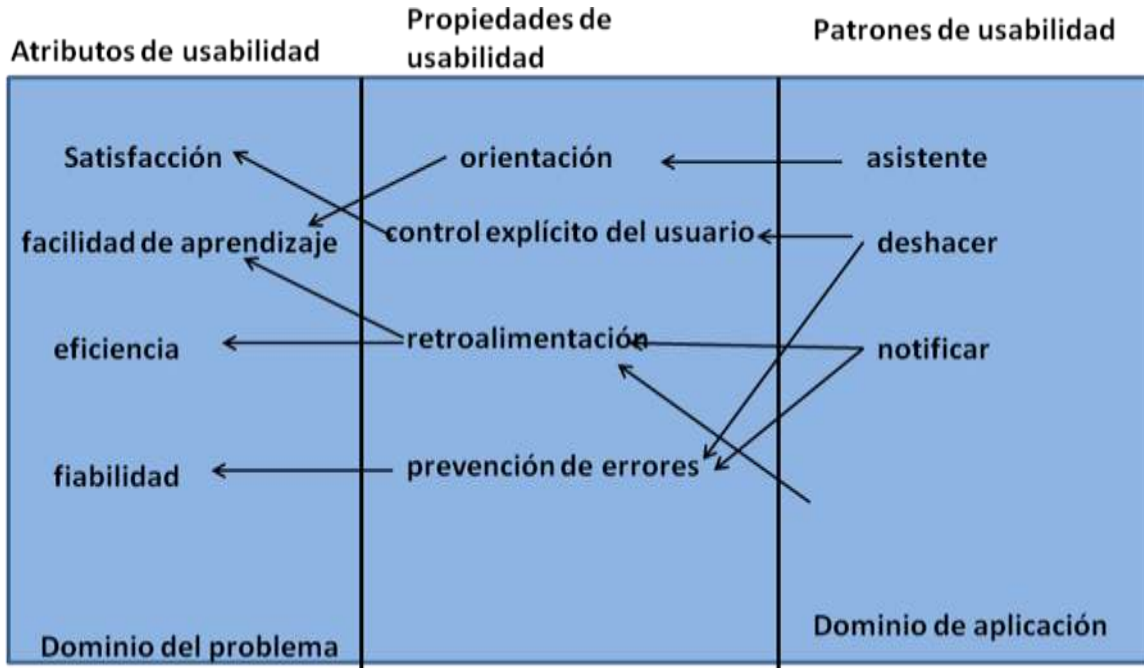 Atributos de usabilidad
Propiedades de
usabilidad
Patrones de usabilidad
Satisfacción
orientación
asistente
facilidad de aprendizaje
control explícito del usuario
deshacer
eficiencia
retroalimentación
notificar
fiabilidad
prevención de errores
Dominio del problema
Dominio de aplicación